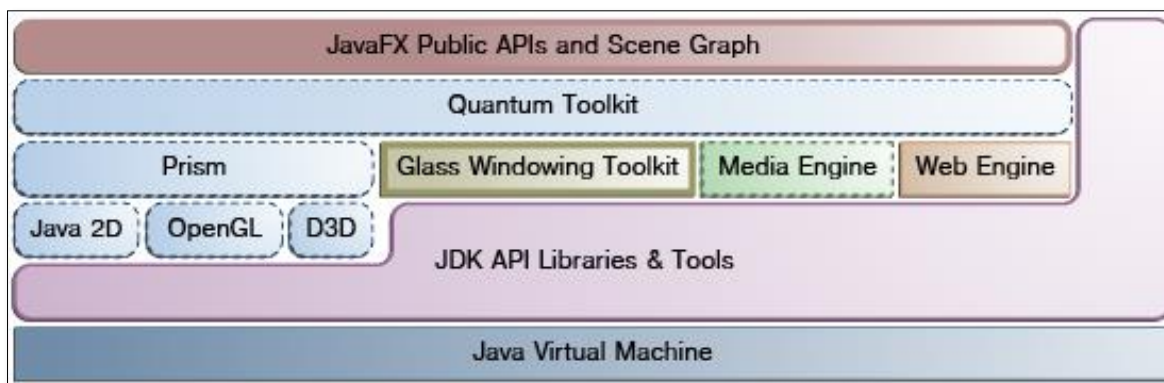 JavaFX Public APIs and Scene Graph
Quantum Toolkit
Prism
Glass Windowing Toolkit
Media Engine
Web Engine
Java 2D
OpenGL
D3D
JDK API Libraries & Tools
Java Virtual Machine